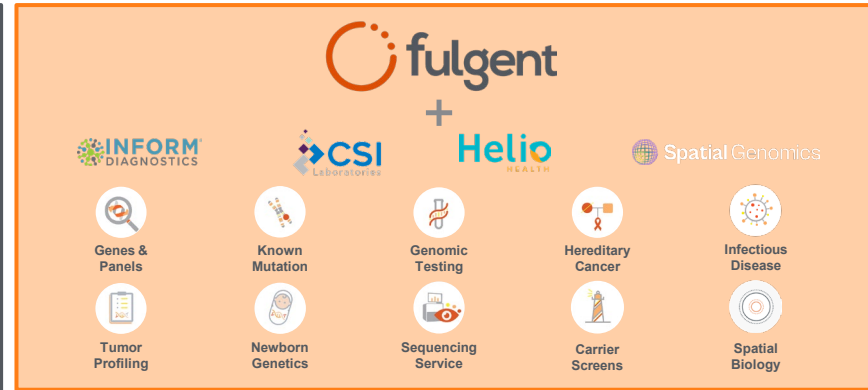 fulgent
+
INFORM
DIAGNOSTICS
CSI
Laboratories
Helio
HEALTH
Spatial Genomics
Genes &
Panels
Known
Mutation
Genomic
Testing
Hereditary
Cancer
Infectious
Disease
Tumor
Profiling
Newborn
Genetics
Sequencing
Service
Carrier
Screens
Spatial
Biology